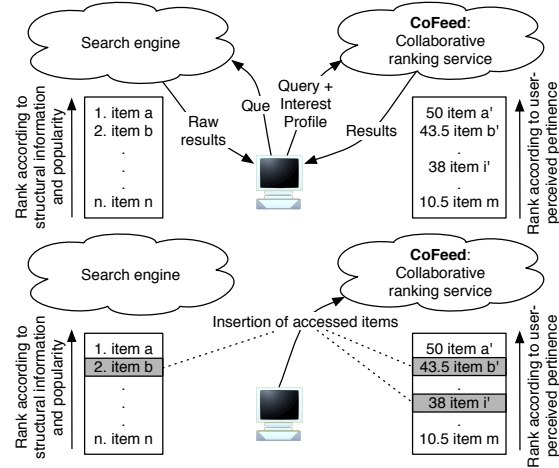 Search engine
CoFeed:
Collaborative
ranking service
Rank according to
structural information
and popularity
1. item a
2. item b
.
.
.
n. item n
Raw
results
Que
Query +
Interest
Profile
Results
50 item a'
43.5 item b'
.
38 item i'
.
10.5 item m
Rank according to user-
perceived pertinence
Search engine
CoFeed:
Collaborative
ranking service
Insertion of accessed items
Rank according to
structural information
and popularity
1. item a
2. item b
.
.
.
n. item n
50 item a'
43.5 item b'
.
38 item i'
.
10.5 item m
Rank according to user-
perceived pertinence